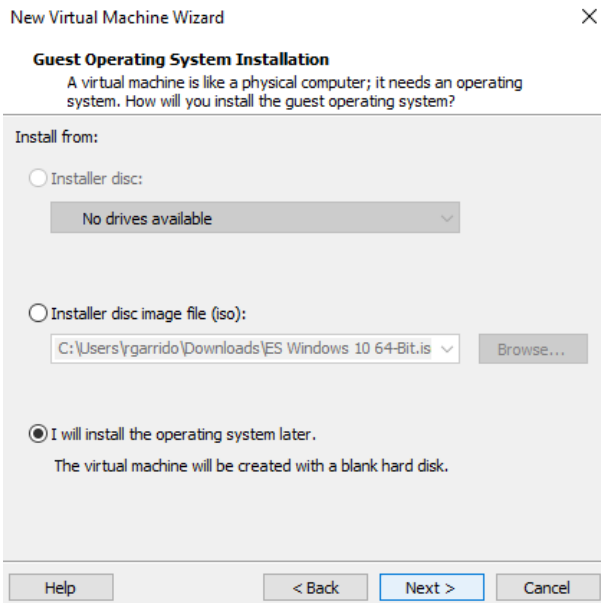 New Virtual Machine Wizard
Guest Operating System Installation
A virtual machine is like a physical computer; it needs an operating
system. How will you install the guest operating system?
Install from:
Installer disc:
No drives available
Installer disc image file (iso):
C:\Users\rgarrido\Downloads\ES Windows 10 64-Bit.is
Browse...
I will install the operating system later.
The virtual machine will be created with a blank hard disk.
Help
< Back
Next >
Cancel